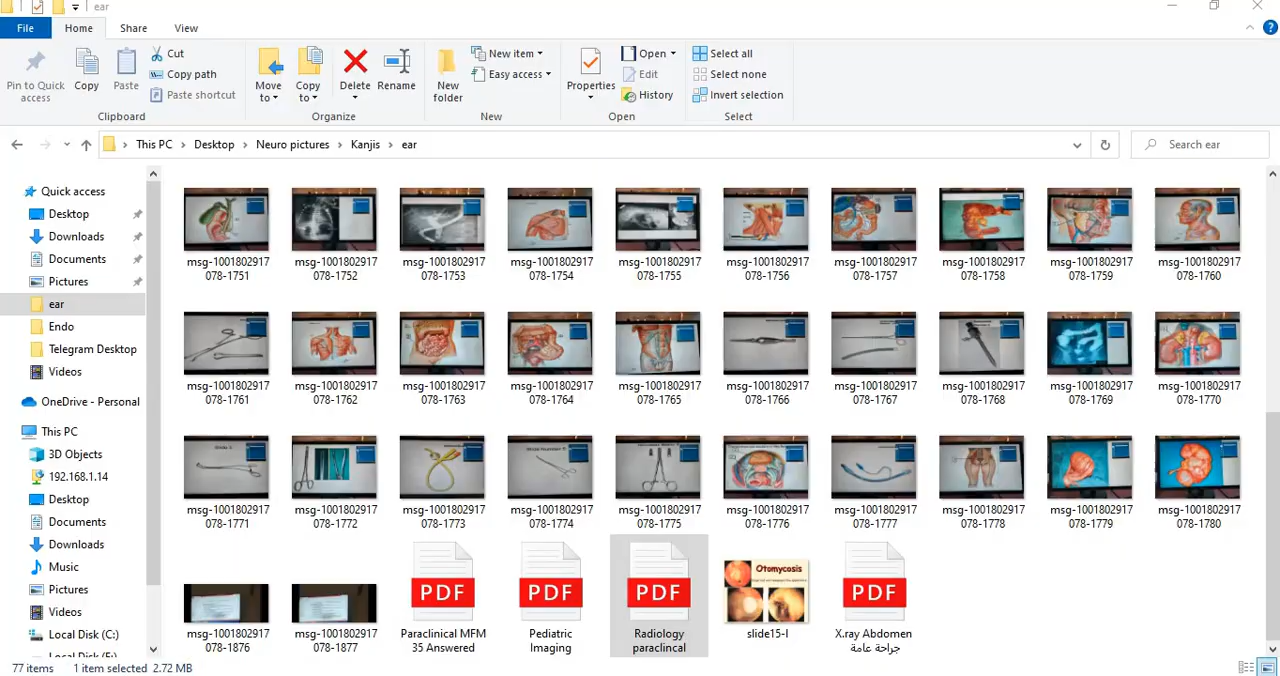 ear
File
Home
Share
View
Pin to Quick access
Copy
Paste
Cut
Copy path
Paste shortcut
Clipboard
Move to
Copy to
Delete
Rename
Organize
New folder
New item
Easy access
New
Properties
Open
Edit
History
Open
Select all
Select none
Invert selection
Select
This PC > Desktop > Neuro pictures > Kanjis > ear
Search ear
Quick access
Desktop
Downloads
Documents
Pictures
ear
Endo
Telegram Desktop
Videos
OneDrive - Personal
This PC
3D Objects
192.168.1.14
Desktop
Documents
Downloads
Music
Pictures
Videos
Local Disk (C:)
msg-1001802917078-1751
msg-1001802917078-1752
msg-1001802917078-1753
msg-1001802917078-1754
msg-1001802917078-1755
msg-1001802917078-1756
msg-1001802917078-1757
msg-1001802917078-1758
msg-1001802917078-1759
msg-1001802917078-1760
msg-1001802917078-1761
msg-1001802917078-1762
msg-1001802917078-1763
msg-1001802917078-1764
msg-1001802917078-1765
msg-1001802917078-1766
msg-1001802917078-1767
msg-1001802917078-1768
msg-1001802917078-1769
msg-1001802917078-1770
msg-1001802917078-1771
msg-1001802917078-1772
msg-1001802917078-1773
msg-1001802917078-1774
msg-1001802917078-1775
msg-1001802917078-1776
msg-1001802917078-1777
msg-1001802917078-1778
msg-1001802917078-1779
msg-1001802917078-1780
PDF
PDF
PDF
Otomycosis
PDF
msg-1001802917078-1876
msg-1001802917078-1877
Paraclinical MFM 35 Answered
Pediatric Imaging
Radiology paraclincal
slide15-l
X.ray Abdomen جراحة عامة
77 items
1 item selected 2.72 MB